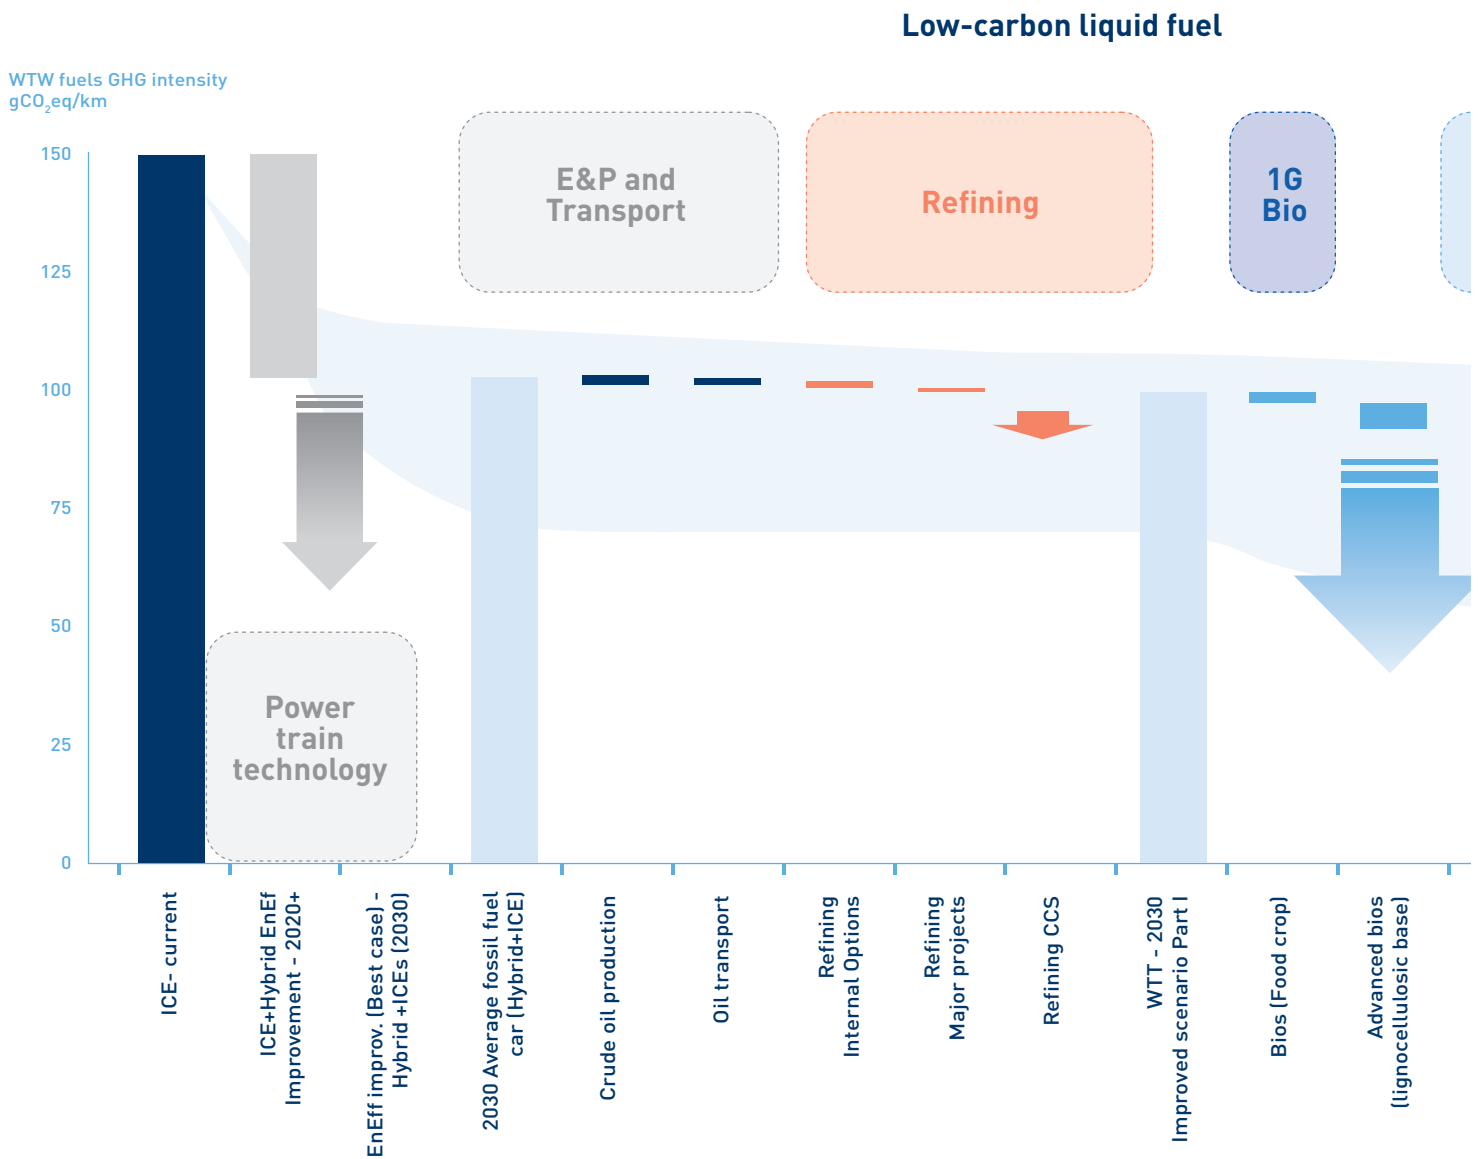 Low-carbon liquid fuel
WTW fuels GHG intensity
gCO2eq/km
E&P and
Transport
Refining
1G
Bio
150
125
100
75
50
25
0
Power
train
technology
ICE- current
ICE+Hybrid EnEf
Improvement - 2020+
EnEff improv. (Best case) -
Hybrid +ICEs (2030)
2030 Average fossil fuel
car (Hybrid+ICE)
Crude oil production
Oil transport
Refining
Internal Options
Refining
Major projects
Refining CCS
WTT - 2030
Improved scenario Part I
Bios (Food crop)
Advanced bios
(lignocellulosic base)